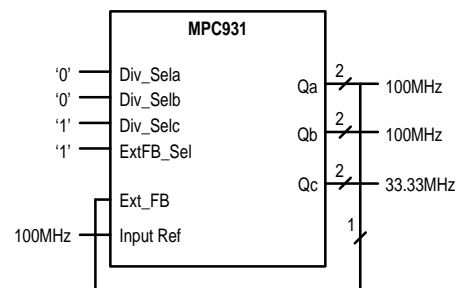 MPC931
‘0’ Div_Sela
‘0’ Div_Selb
‘1’ Div_Selc
‘1’ ExtFB_Sel
Ext_FB
100MHz Input Ref
Qa 2 100MHz
Qb 2 100MHz
Qc 2 33.33MHz
1